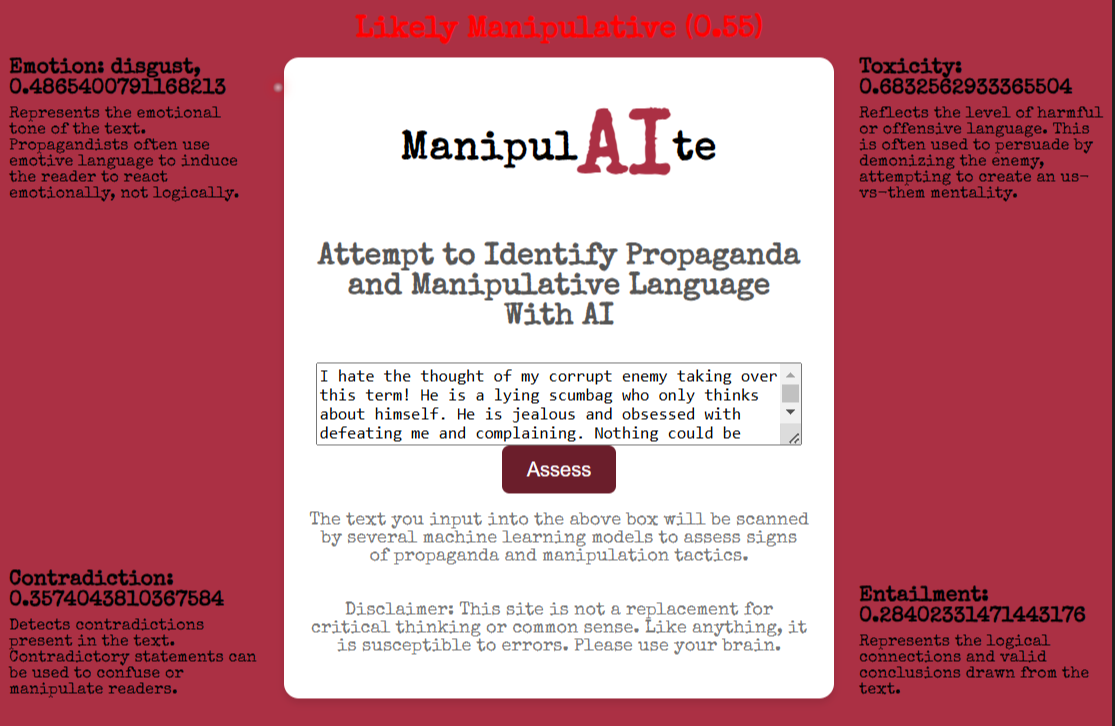 Likely Manipulative (0.55)
Emotion: disgust,
0.4865400791168213
Represents the emotional
tone of the text.
Propagandists often use
emotive language to induce
the reader to react
emotionally, not logically.
ManipulAIte
Attempt to Identify Propaganda
and Manipulative Language
With AI
I hate the thought of my corrupt enemy taking over
this term! He is a lying scumbag who only thinks
about himself. He is jealous and obsessed with
defeating me and complaining. Nothing could be
Assess
The text you input into the above box will be scanned
by several machine learning models to assess signs
of propaganda and manipulation tactics.
Disclaimer: This site is not a replacement for
critical thinking or common sense. Like anything, it
is susceptible to errors. Please use your brain.
Toxicity:
0.6832562933365504
Reflects the level of harmful
or offensive language. This
is often used to persuade by
demonizing the enemy,
attempting to create an us-
vs-them mentality.
Contradiction:
0.3574043810367584
Detects contradictions
present in the text.
Contradictory statements can
be used to confuse or
manipulate readers.
Entailment:
0.28402331471443176
Represents the logical
connections and valid
conclusions drawn from the
text.